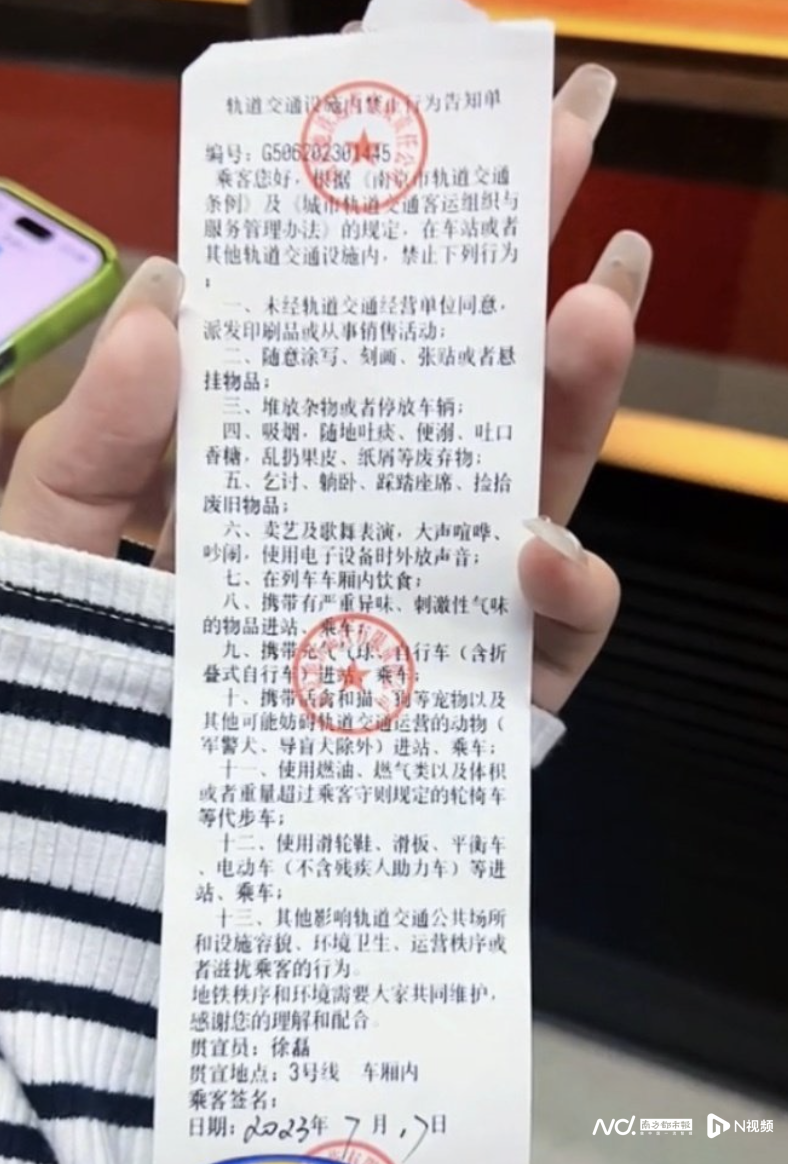 轨道交通设施内禁止行为告知单
编号：G506202301445
乘客您好，根据《南京市轨道交通
条例》及《城市轨道交通客运组织与
服务管理办法》的规定，在车站或者
其他轨道交通设施内，禁止下列行为
：
一、未经轨道交通经营单位同意，
派发印刷品或从事销售活动；
二、随意涂写、刻画、张贴或者悬
挂物品；
三、堆放杂物或者停放车辆；
四、吸烟，随地吐痰、便溺、吐口
香糖，乱扔果皮、纸屑等废弃物；
五、乞讨、躺卧、踩踏座席、捡拾
废旧物品；
六、卖艺及歌舞表演，大声喧哗、
吵闹，使用电子设备时外放声音；
七、在列车车厢内饮食；
八、携带有严重异味、刺激性气味
的物品进站、乘车；
九、携带充气气球、自行车（含折
叠式自行车）进站、乘车；
十、携带活禽和猫、狗等宠物以及
其他可能妨碍轨道交通运营的动物（
军警犬、导盲犬除外）进站、乘车；
十一、使用燃油、燃气类以及体积
或者重量超过乘客守则规定的轮椅车
等代步车；
十二、使用滑轮鞋、滑板、平衡车
、电动车（不含残疾人助力车）等进
站、乘车；
十三、其他影响轨道交通公共场所
和设施容貌、环境卫生、运营秩序或
者滋扰乘客的行为。
地铁秩序和环境需要大家共同维护，
感谢您的理解和配合。
贯宣员：徐磊
贯宣地点：3号线 车厢内
乘客签名：
日期：2023年 7月17日
N视频
南方都市报